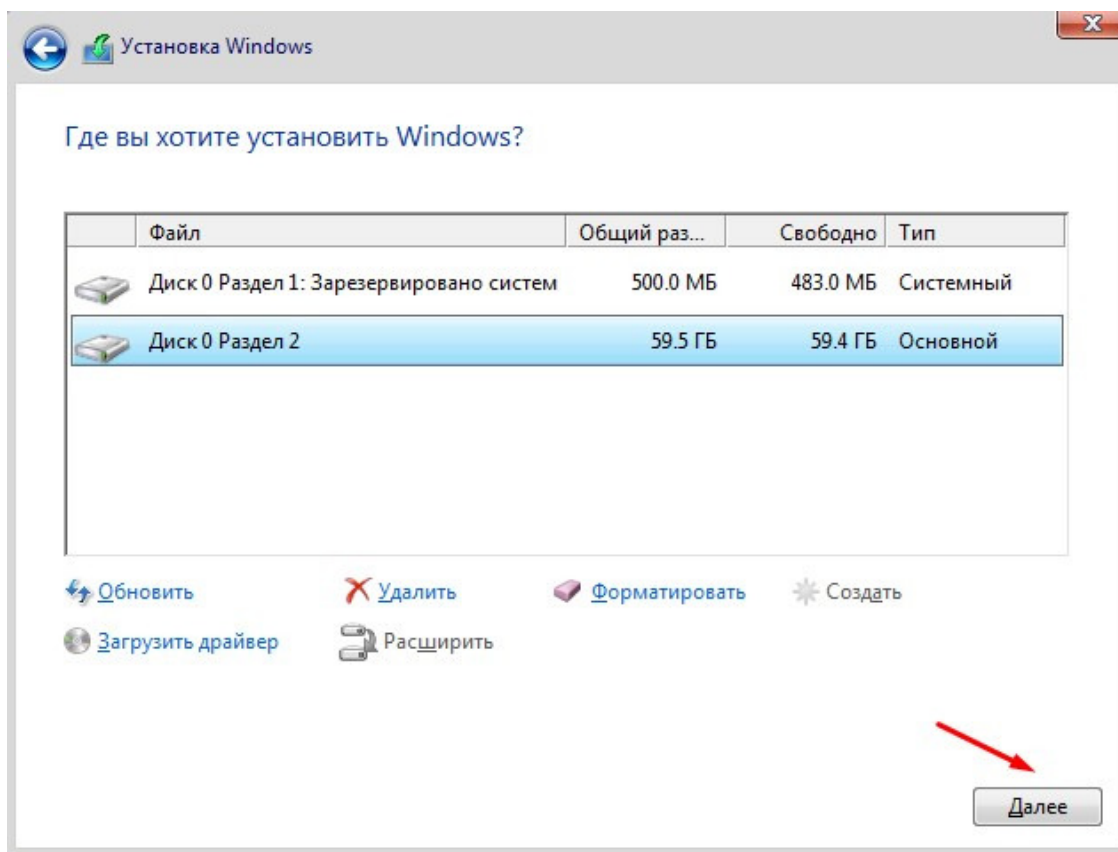 Установка Windows
Где вы хотите установить Windows?
Файл Общий раз... Свободно Тип
Диск 0 Раздел 1: Зарезервировано систем 500.0 МБ 483.0 МБ Системный
Диск 0 Раздел 2 59.5 ГБ 59.4 ГБ Основной
Обновить Удалить Форматировать Создать
Загрузить драйвер Расширить
Далее